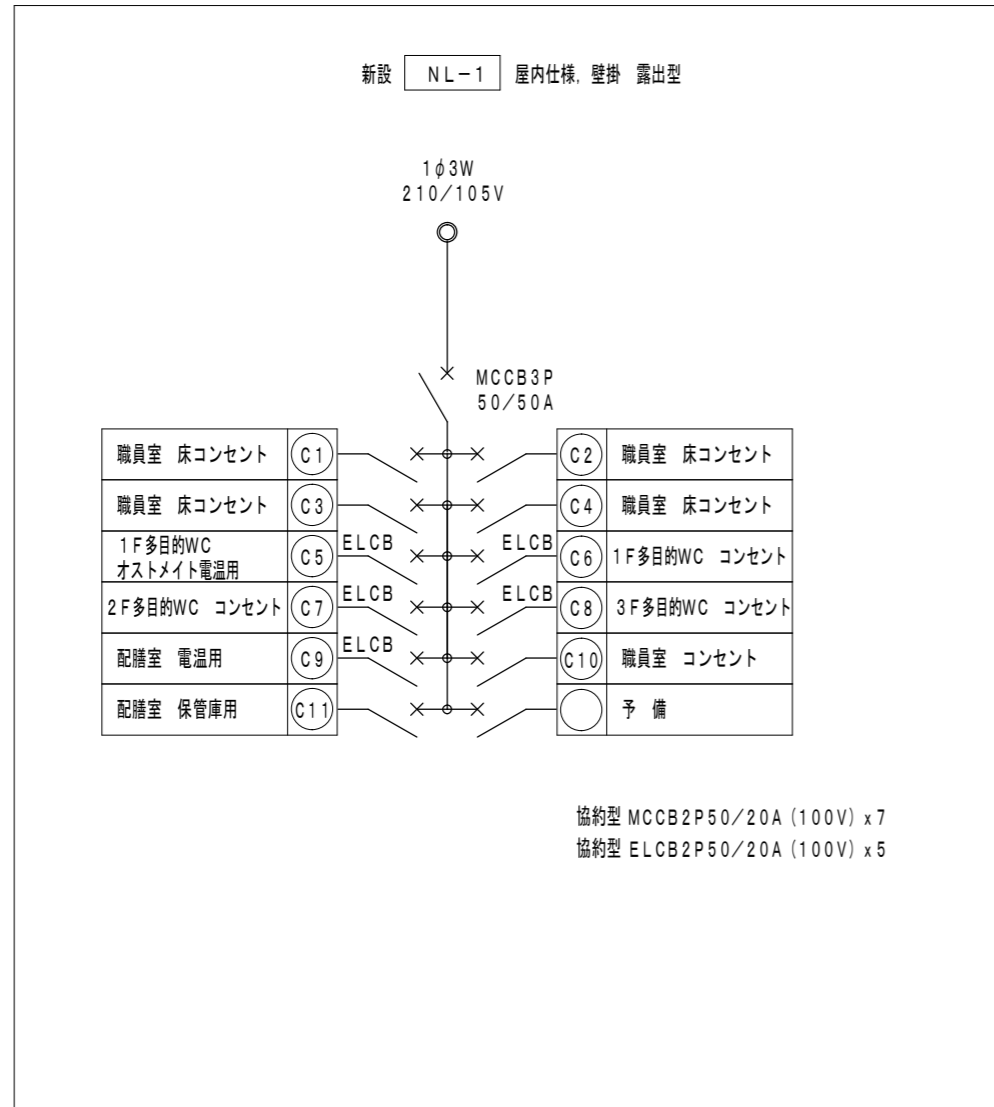 新設 NL-1 屋内仕様, 壁掛 露出型
1φ3W
210/105V
MCCB3P
50/50A
職員室 床コンセント C1 C2 職員室 床コンセント
職員室 床コンセント C3 C4 職員室 床コンセント
1F多目的WC
オストメイト電温用 C5 ELCB ELCB C6 1F多目的WC コンセント
2F多目的WC コンセント C7 ELCB ELCB C8 3F多目的WC コンセント
配膳室 電温用 C9 ELCB C10 職員室 コンセント
配膳室 保管庫用 C11 予 備
協約型 MCCB2P50/20A (100V) x7
協約型 ELCB2P50/20A (100V) x5